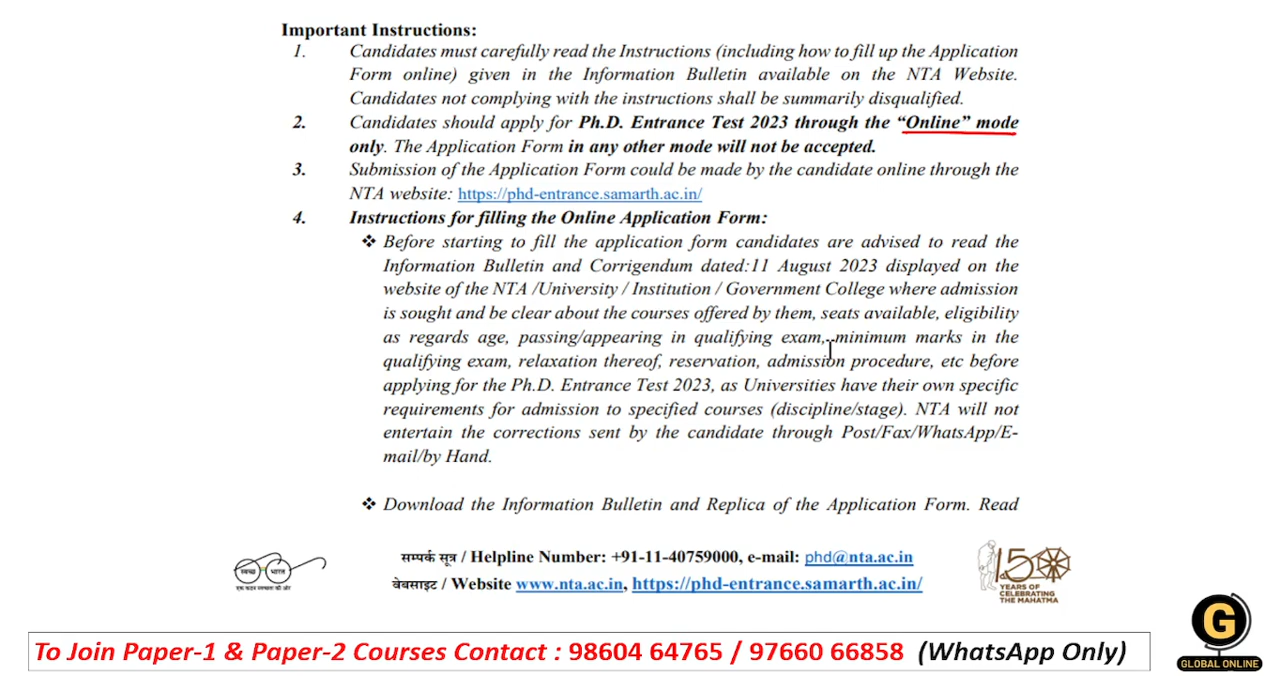 Important Instructions:
1. Candidates must carefully read the Instructions (including how to fill up the Application
Form online) given in the Information Bulletin available on the NTA Website.
Candidates not complying with the instructions shall be summarily disqualified.
2. Candidates should apply for Ph.D. Entrance Test 2023 through the “Online” mode
only. The Application Form in any other mode will not be accepted.
3. Submission of the Application Form could be made by the candidate online through the
NTA website: https://phd-entrance.samarth.ac.in/
4. Instructions for filling the Online Application Form:
❖ Before starting to fill the application form candidates are advised to read the
Information Bulletin and Corrigendum dated:11 August 2023 displayed on the
website of the NTA /University / Institution / Government College where admission
is sought and be clear about the courses offered by them, seats available, eligibility
as regards age, passing/appearing in qualifying exam, minimum marks in the
qualifying exam, relaxation thereof, reservation, admission procedure, etc before
applying for the Ph.D. Entrance Test 2023, as Universities have their own specific
requirements for admission to specified courses (discipline/stage). NTA will not
entertain the corrections sent by the candidate through Post/Fax/WhatsApp/E-
mail/by Hand.
❖ Download the Information Bulletin and Replica of the Application Form. Read
स्वच्छ भारत
एक कदम स्वच्छता की ओर
सम्पर्क सूत्र / Helpline Number: +91-11-40759000, e-mail: phd@nta.ac.in
वेबसाइट / Website www.nta.ac.in, https://phd-entrance.samarth.ac.in/
150
YEARS OF
CELEBRATING
THE MAHATMA
To Join Paper-1 & Paper-2 Courses Contact : 98604 64765 / 97660 66858 (WhatsApp Only)
G
GLOBAL ONLINE